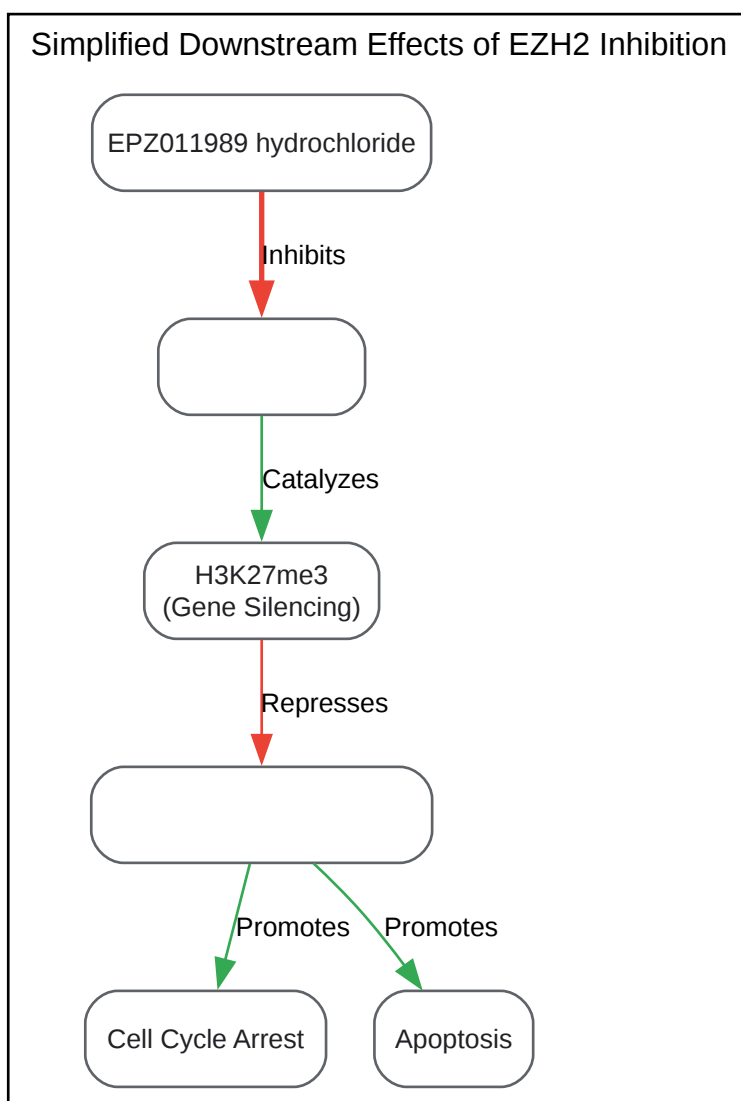 Simplified Downstream Effects of EZH2 Inhibition
EPZ011989 hydrochloride
Inhibits
Catalyzes
H3K27me3
(Gene Silencing)
Represses
Promotes
Promotes
Cell Cycle Arrest
Apoptosis